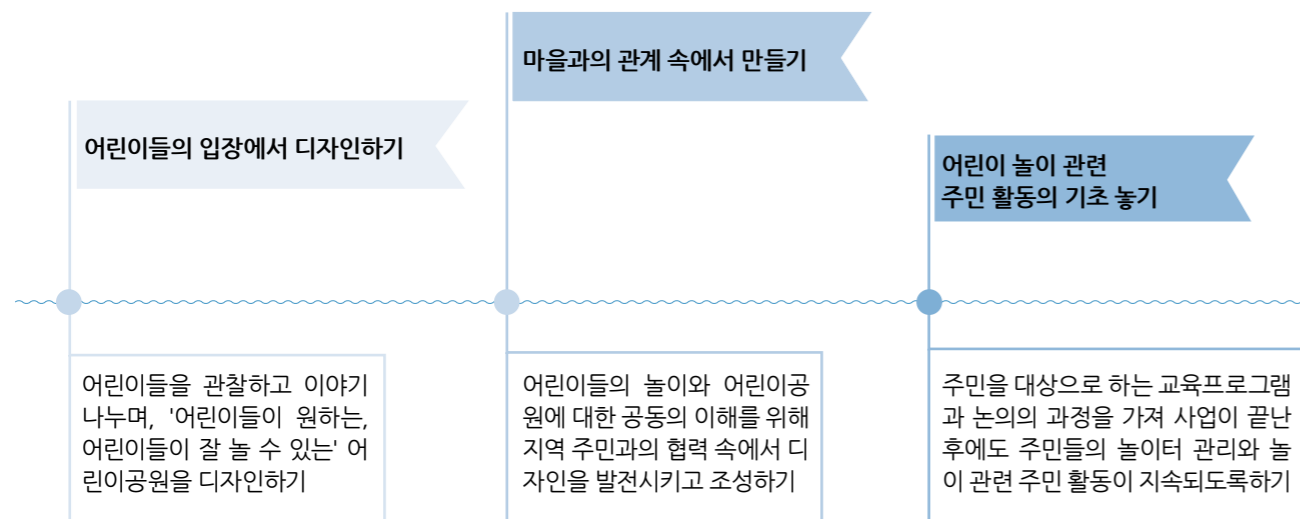 어린이들의 입장에서 디자인하기
어린이들을 관찰하고 이야기
나누며, '어린이들이 원하는,
어린이들이 잘 놀 수 있는' 어
린이공원을 디자인하기
마을과의 관계 속에서 만들기
어린이들의 놀이와 어린이공
원에 대한 공동의 이해를 위해
지역 주민과의 협력 속에서 디
자인을 발전시키고 조성하기
어린이 놀이 관련
주민 활동의 기초 놓기
주민을 대상으로 하는 교육프로그램
과 논의의 과정을 가져 사업이 끝난
후에도 주민들의 놀이터 관리와 놀
이 관련 주민 활동이 지속되도록하기